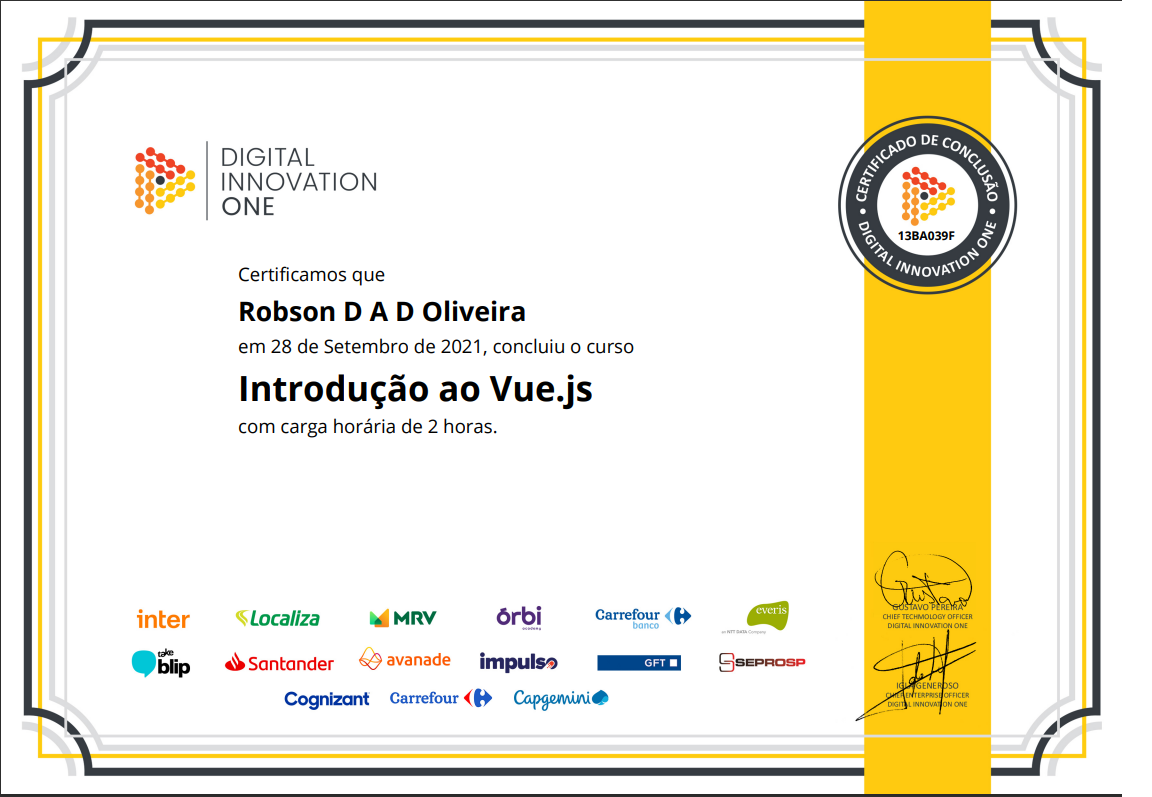 DIGITAL
INNOVATION
ONE
CERTIFICADO DE CONCLUSÃO
13BA039F
DIGITAL INNOVATION ONE
Certificamos que
Robson D A D Oliveira
em 28 de Setembro de 2021, concluiu o curso
Introdução ao Vue.js
com carga horária de 2 horas.
GUSTAVO PEREIRA
CHIEF TECHNOLOGY OFFICER
DIGITAL INNOVATION ONE
inter
Localiza
MRV
órbi
academy
Carrefour
banco
everis
an NTT DATA Company
take
blip
Santander
avanade
impulso
GFT
SEPROSP
GENEROSO
CHIEF ENTERPRISE OFFICER
DIGITAL INNOVATION ONE
Cognizant
Carrefour
Capgemini